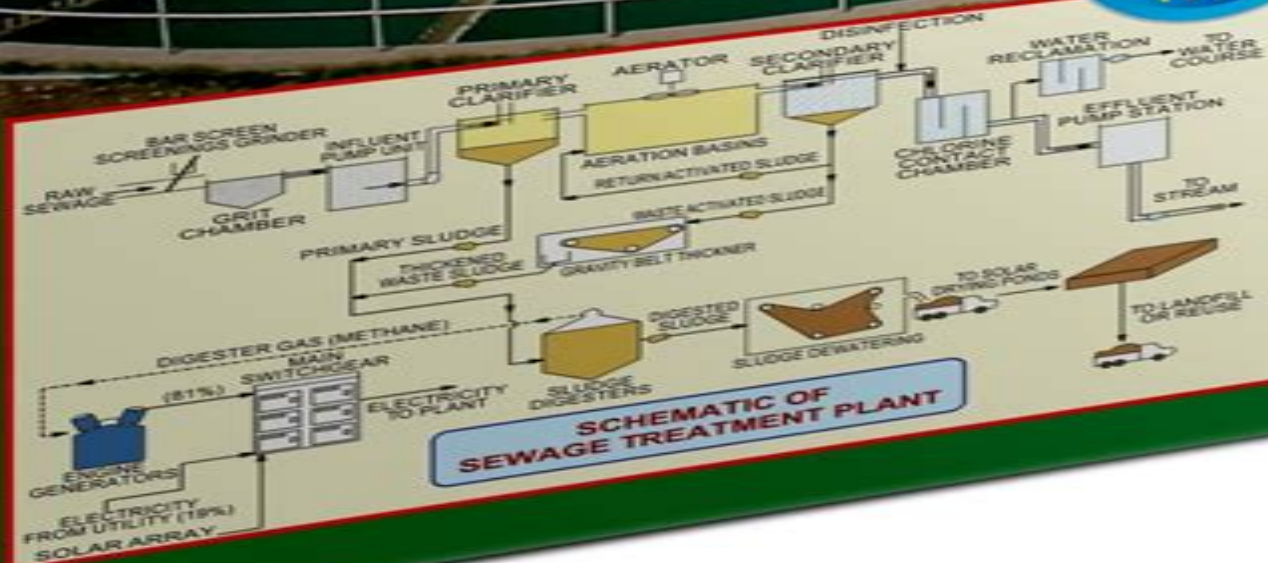 DISINFECTION
PRIMARY
CLARIFIER
AERATOR
SECONDARY
CLARIFIER
WATER
RECLAMATION
TO
WATER
COURSE
BAR SCREEN
SCREENINGS GRINDER
INFLUENT
PUMP UNIT
EFFLUENT
PUMP STATION
RAW
SEWAGE
GRIT
CHAMBER
AERATION BASINS
CHLORINE
CONTACT
CHAMBER
RETURN ACTIVATED SLUDGE
TO
STREAM
WASTE ACTIVATED SLUDGE
PRIMARY SLUDGE
THICKENED
WASTE SLUDGE
GRAVITY BELT THICKNER
TO SOLAR
DRYING PONDS
DIGESTER GAS (METHANE)
DIGESTED
SLUDGE
TO LANDFILL
OR REUSE
SLUDGE DEWATERING
MAIN
SWITCHGEAR
(81%)
ELECTRICITY
TO PLANT
SLUDGE
DIGESTERS
SCHEMATIC OF
SEWAGE TREATMENT PLANT
ENGINE
GENERATORS
ELECTRICITY
FROM UTILITY (19%)
SOLAR ARRAY